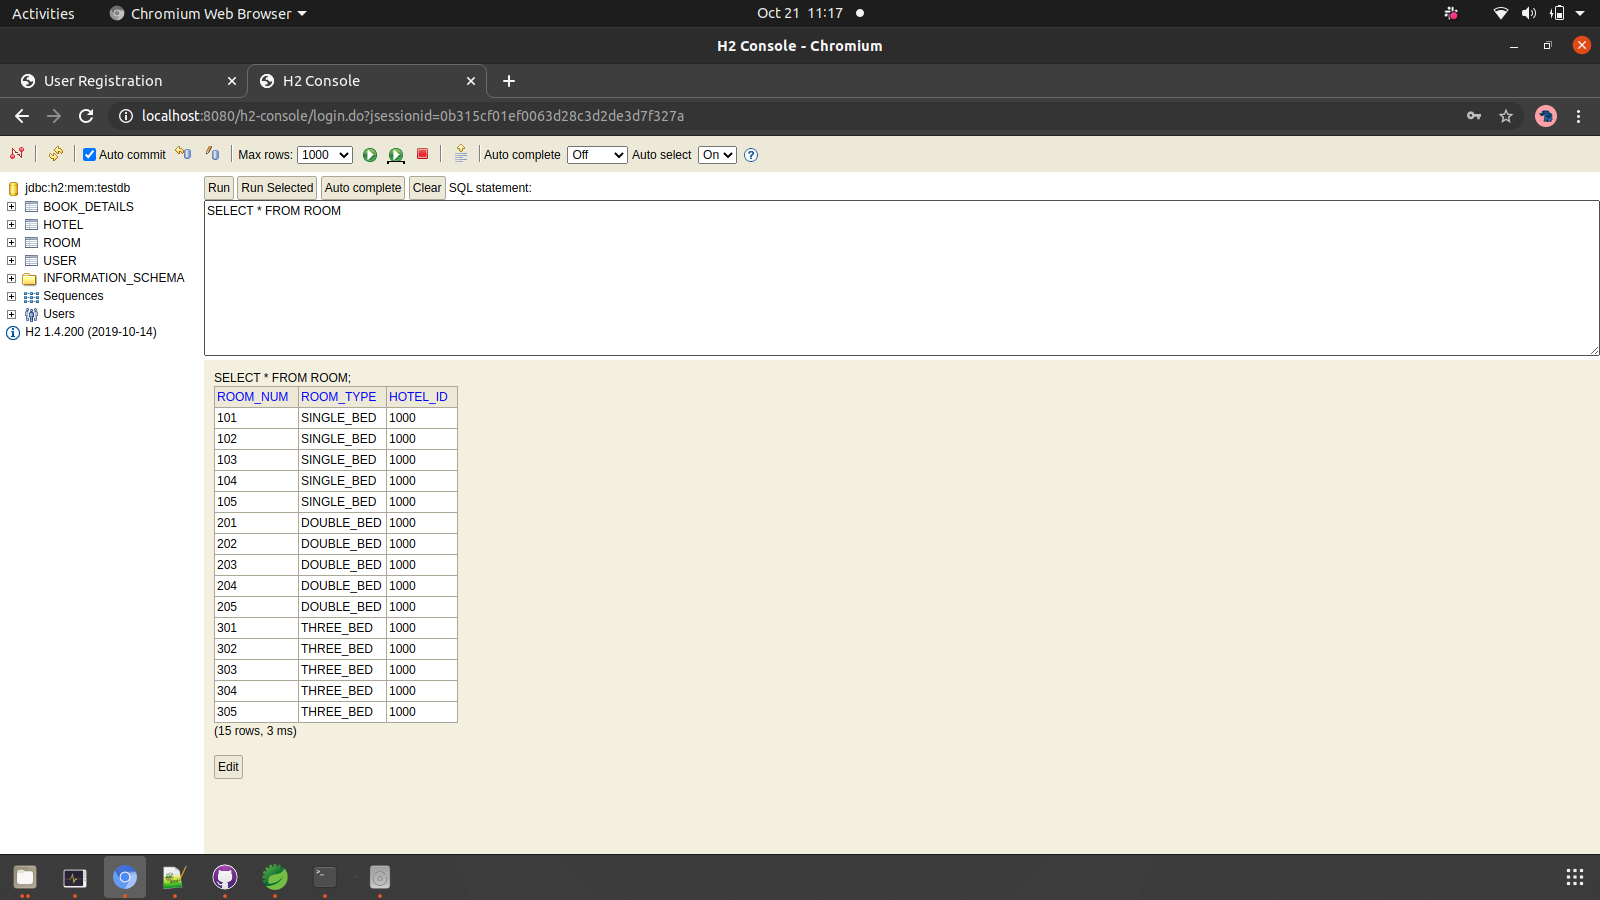 Activities Chromium Web Browser Oct 21 11:17
H2 Console - Chromium
User Registration H2 Console
localhost:8080/h2-console/login.do?jsessionid=0b315cf01ef0063d28c3d2de3d7f327a
Auto commit Max rows: 1000 Auto complete Off Auto select On
jdbc:h2:mem:testdb
BOOK_DETAILS
HOTEL
ROOM
USER
INFORMATION_SCHEMA
Sequences
Users
H2 1.4.200 (2019-10-14)
Run Run Selected Auto complete Clear SQL statement:
SELECT * FROM ROOM
SELECT * FROM ROOM;
ROOM_NUM ROOM_TYPE HOTEL_ID
101 SINGLE_BED 1000
102 SINGLE_BED 1000
103 SINGLE_BED 1000
104 SINGLE_BED 1000
105 SINGLE_BED 1000
201 DOUBLE_BED 1000
202 DOUBLE_BED 1000
203 DOUBLE_BED 1000
204 DOUBLE_BED 1000
205 DOUBLE_BED 1000
301 THREE_BED 1000
302 THREE_BED 1000
303 THREE_BED 1000
304 THREE_BED 1000
305 THREE_BED 1000
(15 rows, 3 ms)
Edit